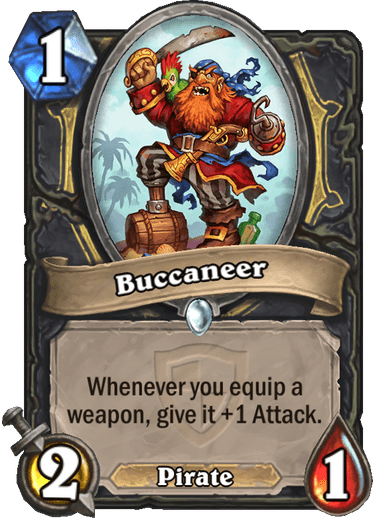 1
Buccaneer
Whenever you equip a
weapon, give it +1 Attack.
2
Pirate
1